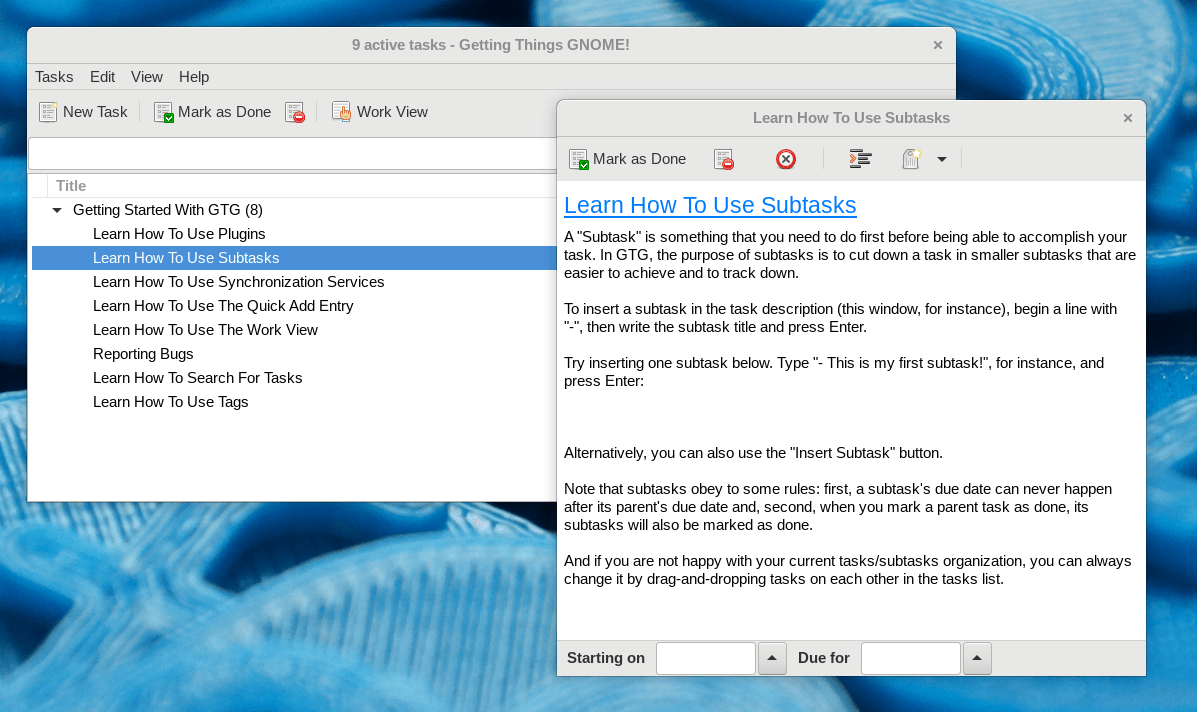 9 active tasks - Getting Things GNOME!
Tasks Edit View Help
New Task Mark as Done Work View
Title
Getting Started With GTG (8)
Learn How To Use Plugins
Learn How To Use Subtasks
Learn How To Use Synchronization Services
Learn How To Use The Quick Add Entry
Learn How To Use The Work View
Reporting Bugs
Learn How To Search For Tasks
Learn How To Use Tags
Learn How To Use Subtasks
Mark as Done
Learn How To Use Subtasks
A "Subtask" is something that you need to do first before being able to accomplish your
task. In GTG, the purpose of subtasks is to cut down a task in smaller subtasks that are
easier to achieve and to track down.
To insert a subtask in the task description (this window, for instance), begin a line with
"-", then write the subtask title and press Enter.
Try inserting one subtask below. Type "- This is my first subtask!", for instance, and
press Enter:
Alternatively, you can also use the "Insert Subtask" button.
Note that subtasks obey to some rules: first, a subtask's due date can never happen
after its parent's due date and, second, when you mark a parent task as done, its
subtasks will also be marked as done.
And if you are not happy with your current tasks/subtasks organization, you can always
change it by drag-and-dropping tasks on each other in the tasks list.
Starting on Due for